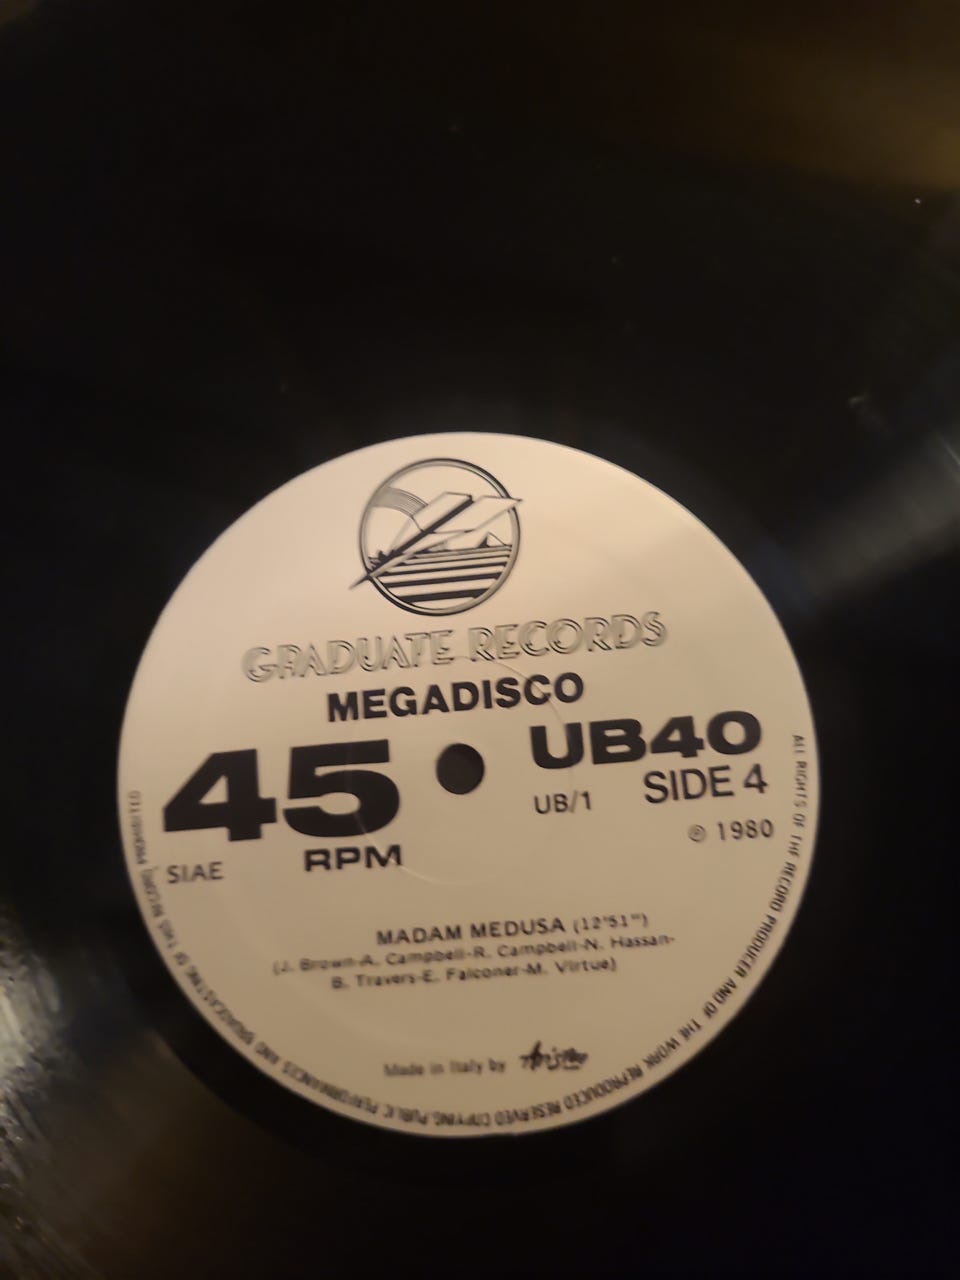 GRADUATE RECORDS
MEGADISCO
45 UB40
UB/1 SIDE 4
℗ 1980
RPM
SIAE
MADAM MEDUSA (12'51")
(J. Brown-A. Campbell-R. Campbell-N. Hassan-
B. Travers-E. Falconer-M. Virtue)
Made in Italy by Ariston
ALL RIGHTS OF THE RECORD PRODUCER AND OF THE WORK REPRODUCED RESERVED COPYING, PUBLIC PERFORMANCES AND BROADCASTING OF THIS RECORD